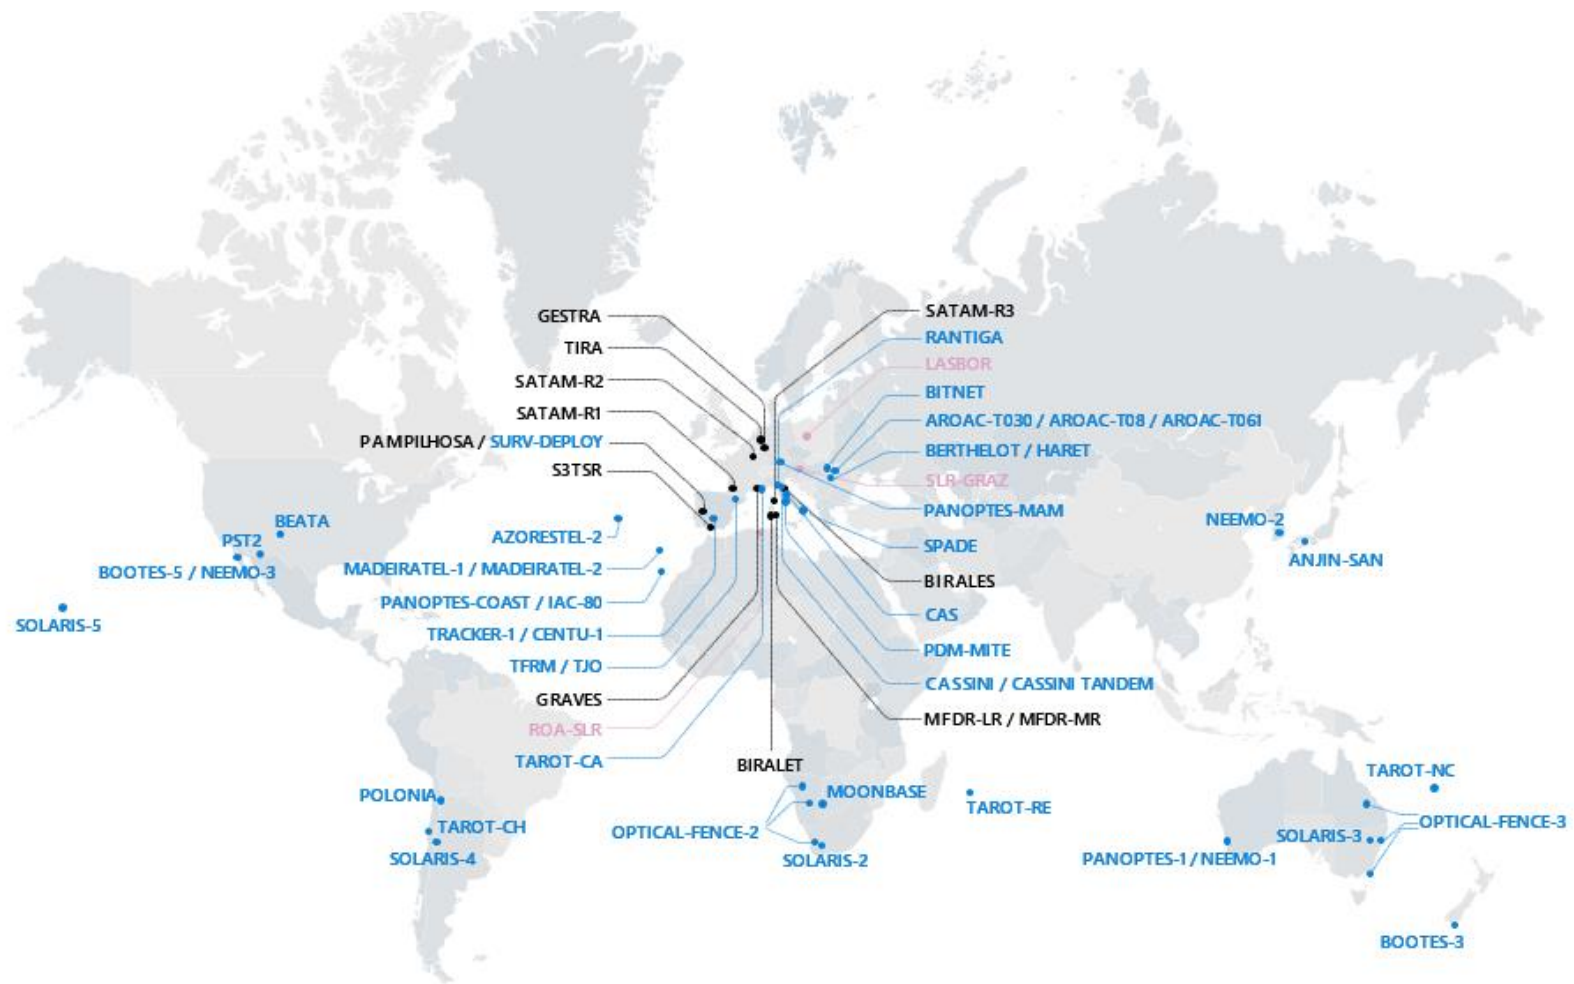 GESTRA
TIRA
SATAM-R2
SATAM-R1
PAMPILHOSA / SURV-DEPLOY
S3TSR
AZORESTEL-2
MADEIRATEL-1 / MADEIRATEL-2
PANOPTES-COAST / IAC-80
TRACKER-1 / CENTU-1
TFRM / TJO
GRAVES
ROA-SLR
TAROT-CA
BIRALET
SATAM-R3
RANTIGA
LASBOR
BITNET
AROAC-T030 / AROAC-T08 / AROAC-T061
BERTHELOT / HARET
SLR-GRAZ
PANOPTES-MAM
SPADE
BIRALES
CAS
PDM-MITE
CASSINI / CASSINI TANDEM
MFDR-LR / MFDR-MR
BEATA
PST2
BOOTES-5 / NEEMO-3
SOLARIS-5
POLONIA
TAROT-CH
SOLARIS-4
MOONBASE
OPTICAL-FENCE-2
SOLARIS-2
TAROT-RE
NEEMO-2
ANJIN-SAN
TAROT-NC
OPTICAL-FENCE-3
SOLARIS-3
PANOPTES-1 / NEEMO-1
BOOTES-3